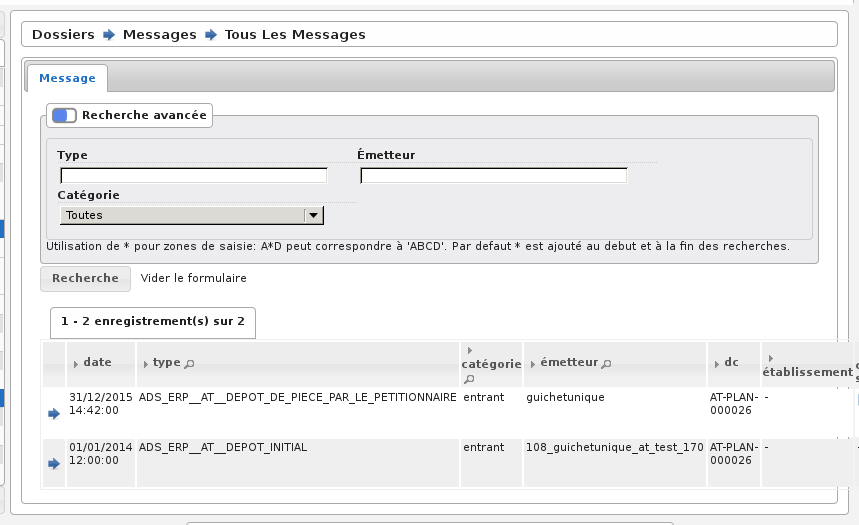 Dossiers Messages Tous Les Messages
Message
Recherche avancée
Type Émetteur
Catégorie
Toutes
Utilisation de * pour zones de saisie: A*D peut correspondre à 'ABCD'. Par defaut * est ajouté au debut et à la fin des recherches.
Recherche Vider le formulaire
1 - 2 enregistrement(s) sur 2
date type catégorie émetteur dc établissement
31/12/2015 ADS_ERP__AT__DEPOT_DE_PIECE_PAR_LE_PETITIONNAIRE entrant guichetunique AT-PLAN- -
14:42:00 000026
01/01/2014 ADS_ERP__AT__DEPOT_INITIAL entrant 108_guichetunique_at_test_170 AT-PLAN- -
12:00:00 000026